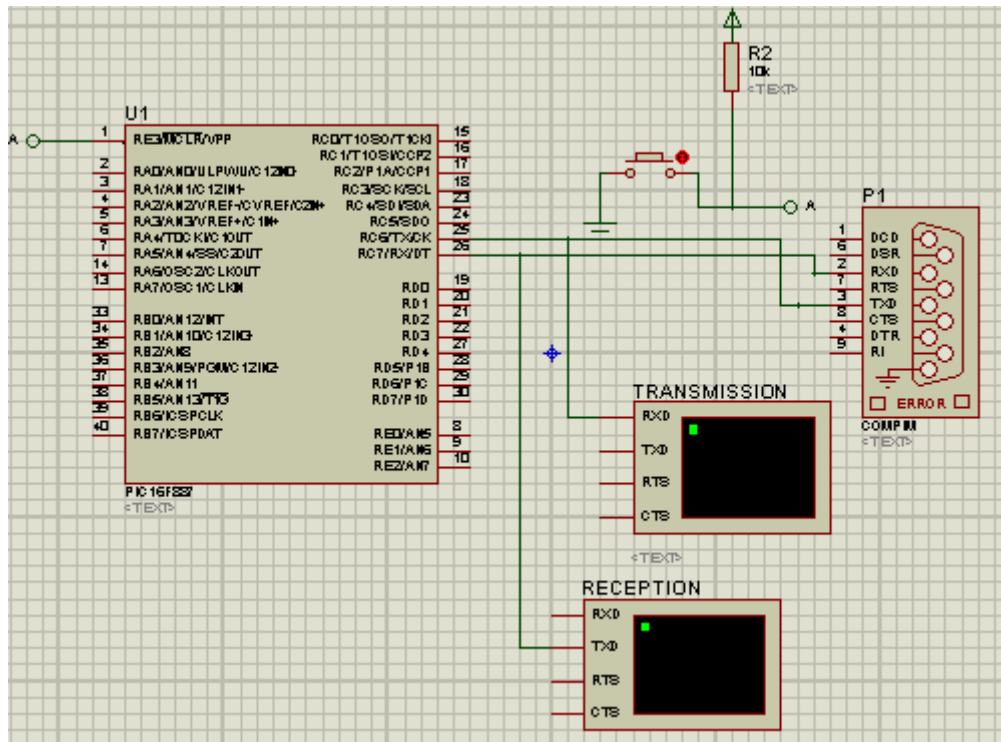 R2
10k
<TEXT>
U1
A
1 RE3/MCLR/VPP
2 RA0/AN0/ULPWU/C12IN0-
3 RA1/AN1/C12IN1-
4 RA2/AN2/VREF-/CVREF/C2IN+
5 RA3/AN3/VREF+/C1IN+
6 RA4/T0CKI/C1OUT
7 RA5/AN4/SS/C2OUT
14 RA6/OSC2/CLKOUT
13 RA7/OSC1/CLKIN
33 RB0/AN12/INT
34 RB1/AN10/C12IN3-
35 RB2/AN8
36 RB3/AN9/PGM/C12IN2-
37 RB4/AN11
38 RB5/AN13/T1G
39 RB6/ICSPCLK
40 RB7/ICSPDAT
RC0/T1OSO/T1CKI 15
RC1/T1OSI/CCP2 16
RC2/P1A/CCP1 17
RC3/SCK/SCL 18
RC4/SDI/SDA 23
RC5/SDO 24
RC6/TX/CK 25
RC7/RX/DT 26
RD0 19
RD1 20
RD2 21
RD3 22
RD4 27
RD5/P1B 28
RD6/P1C 29
RD7/P1D 30
RE0/AN5 8
RE1/AN6 9
RE2/AN7 10
PIC16F887
<TEXT>
A
P1
1 DCD
6 DSR
2 RXD
7 RTS
3 TXD
8 CTS
4 DTR
9 RI
ERROR
COMPIM
<TEXT>
TRANSMISSION
RXD
TXD
RTS
CTS
<TEXT>
RECEPTION
RXD
TXD
RTS
CTS